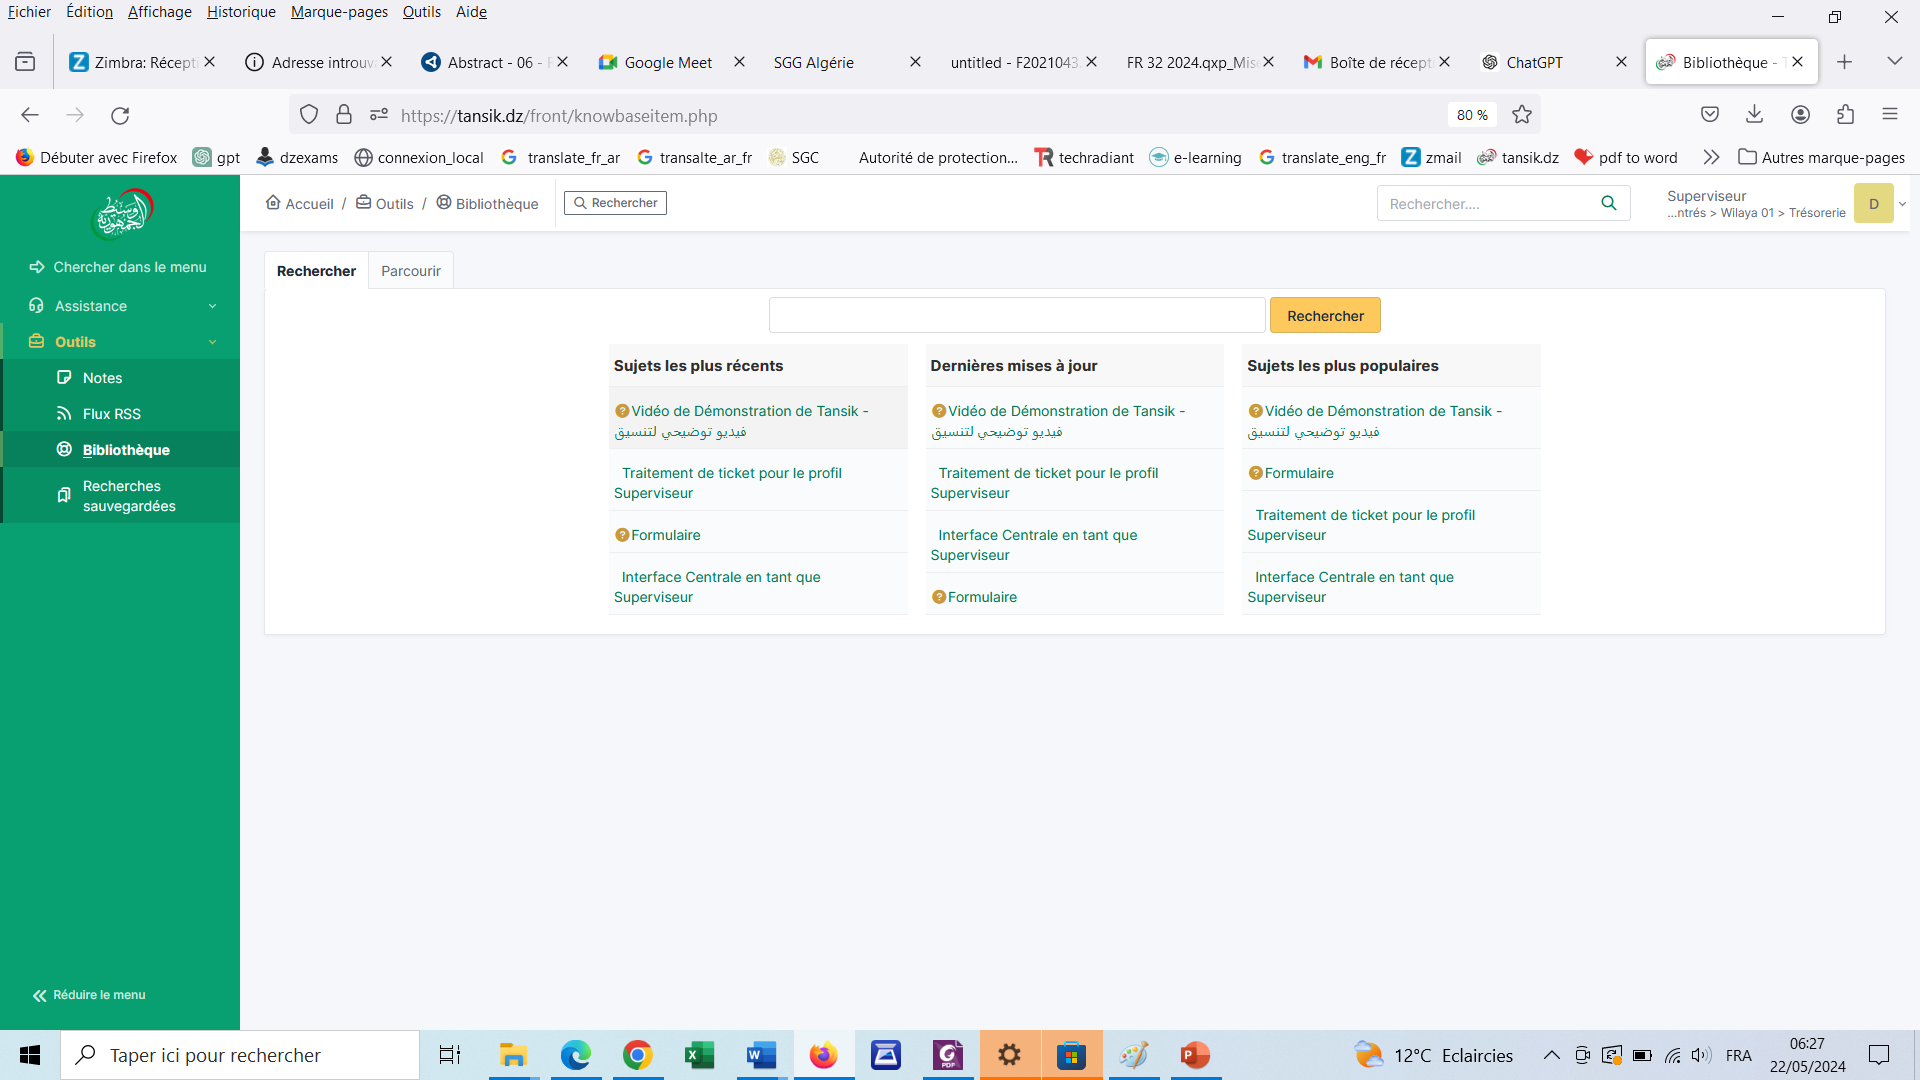 Fichier Édition Affichage Historique Marque-pages Outils Aide
Zimbra: Récepti
Adresse introuva
Abstract - 06 - F
Google Meet
SGG Algérie
untitled - F2021043.
FR 32 2024.qxp_Mis
Boîte de récepti
ChatGPT
Bibliothèque - T
https://tansik.dz/front/knowbaseitem.php
80 %
Débuter avec Firefox
gpt
dzexams
connexion_local
translate_fr_ar
transalte_ar_fr
SGC
Autorité de protection...
techradiant
e-learning
translate_eng_fr
zmail
tansik.dz
pdf to word
Autres marque-pages
وسيط الجمهورية
Chercher dans le menu
Assistance
Outils
Notes
Flux RSS
Bibliothèque
Recherches
sauvegardées
Réduire le menu
Accueil / Outils / Bibliothèque
Rechercher
Rechercher....
Superviseur
...ntrés > Wilaya 01 > Trésorerie
D
Rechercher
Parcourir
Rechercher
Sujets les plus récents
Vidéo de Démonstration de Tansik -
فيديو توضيحي لتنسيق
Traitement de ticket pour le profil
Superviseur
Formulaire
Interface Centrale en tant que
Superviseur
Dernières mises à jour
Vidéo de Démonstration de Tansik -
فيديو توضيحي لتنسيق
Traitement de ticket pour le profil
Superviseur
Interface Centrale en tant que
Superviseur
Formulaire
Sujets les plus populaires
Vidéo de Démonstration de Tansik -
فيديو توضيحي لتنسيق
Formulaire
Traitement de ticket pour le profil
Superviseur
Interface Centrale en tant que
Superviseur
Taper ici pour rechercher
12°C Eclaircies
FRA
06:27
22/05/2024